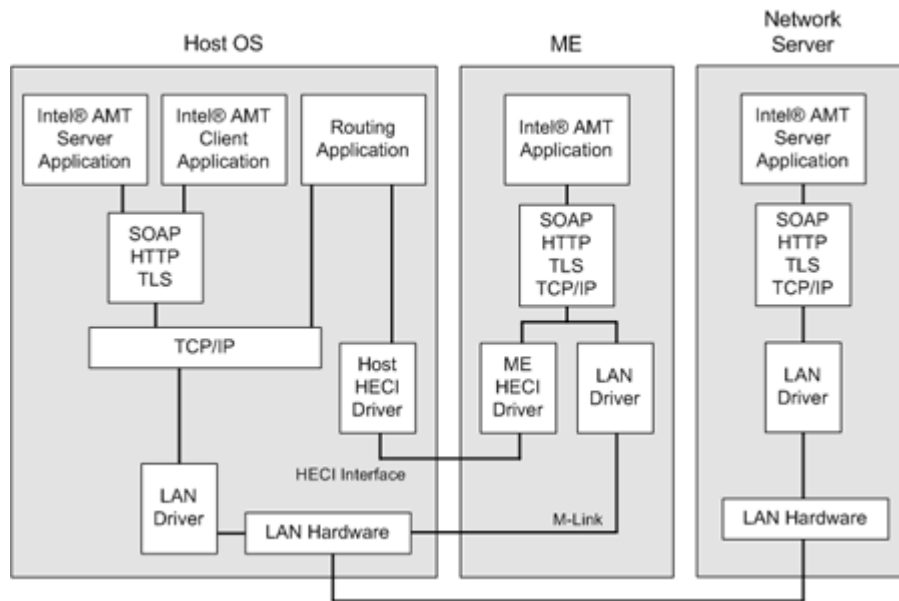 Host OS
ME
Network
Server
Intel® AMT
Server
Application
Intel® AMT
Client
Application
Routing
Application
Intel® AMT
Application
Intel® AMT
Server
Application
SOAP
HTTP
TLS
SOAP
HTTP
TLS
TCP/IP
SOAP
HTTP
TLS
TCP/IP
TCP/IP
Host
HECI
Driver
ME
HECI
Driver
LAN
Driver
LAN
Driver
HECI Interface
LAN
Driver
LAN Hardware
M-Link
LAN Hardware